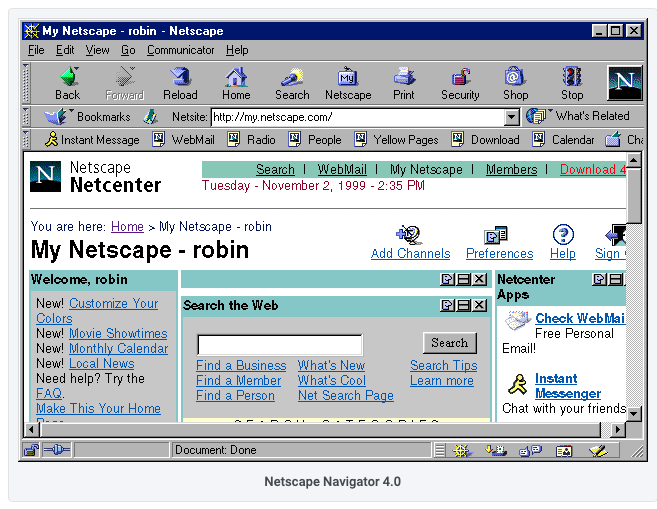 My Netscape - robin - Netscape
File Edit View Go Communicator Help
Back Forward Reload Home Search Netscape Print Security Shop Stop
My
N
Bookmarks Netsite: http://my.netscape.com/ What's Related
Instant Message WebMail Radio People Yellow Pages Download Calendar Cha
N Netscape
Netcenter
Search | WebMail | My Netscape | Members | Download 4
Tuesday - November 2, 1999 - 2:35 PM
You are here: Home > My Netscape - robin
My Netscape - robin
Add Channels Preferences Help Sign
Welcome, robin
New! Customize Your
Colors
New! Movie Showtimes
New! Monthly Calendar
New! Local News
Need help? Try the
FAQ.
Make This Your Home
Search the Web
Search
Find a Business What's New Search Tips
Find a Member What's Cool Learn more
Find a Person Net Search Page
Netcenter
Apps
Check WebMai
Free Personal
Email!
Instant
Messenger
Chat with your friends
Document: Done
Netscape Navigator 4.0